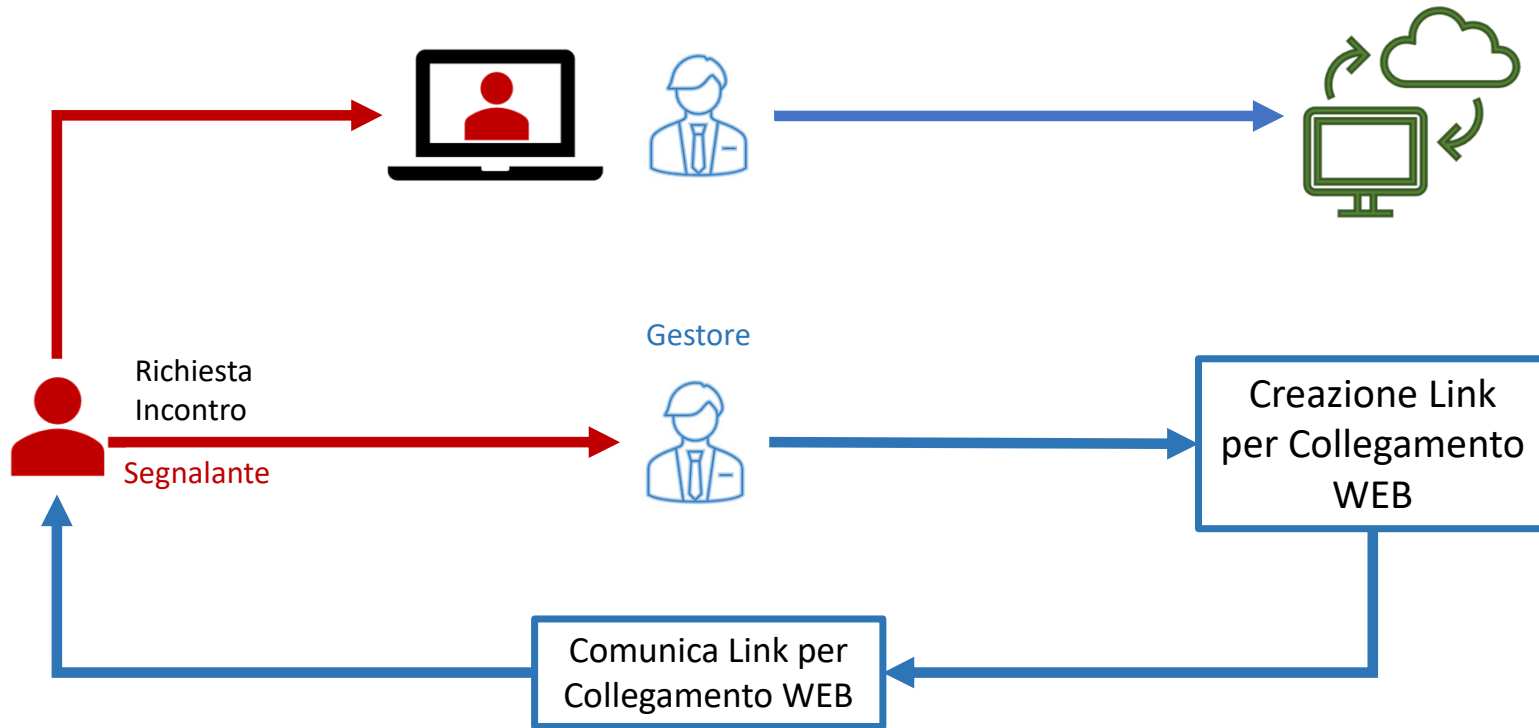 Gestore
Richiesta
Incontro
Segnalante
Creazione Link
per Collegamento
WEB
Comunica Link per
Collegamento WEB